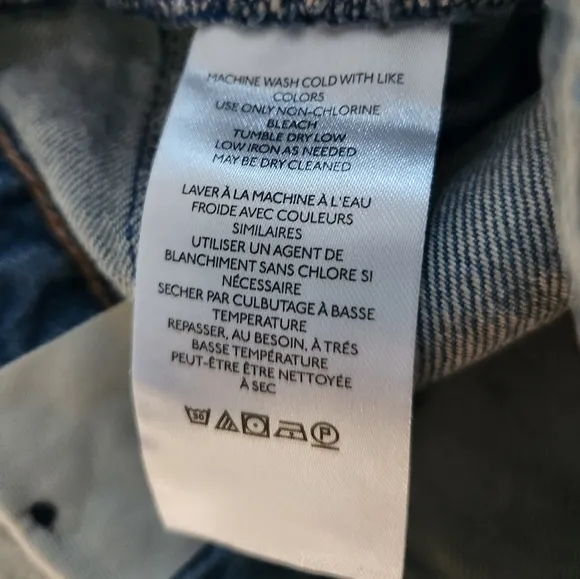 MACHINE WASH COLD WITH LIKE
COLORS
USE ONLY NON-CHLORINE
BLEACH
TUMBLE DRY LOW
LOW IRON AS NEEDED
MAY BE DRY CLEANED
LAVER À LA MACHINE À L'EAU
FROIDE AVEC COULEURS
SIMILAIRES
UTILISER UN AGENT DE
BLANCHIMENT SANS CHLORE SI
NÉCESSAIRE
SECHER PAR CULBUTAGE À BASSE
TEMPERATURE
REPASSER, AU BESOIN, À TRÉS
BASSE TEMPÉRATURE
PEUT-ÊTRE ÊTRE NETTOYÉE
À SEC
30 P